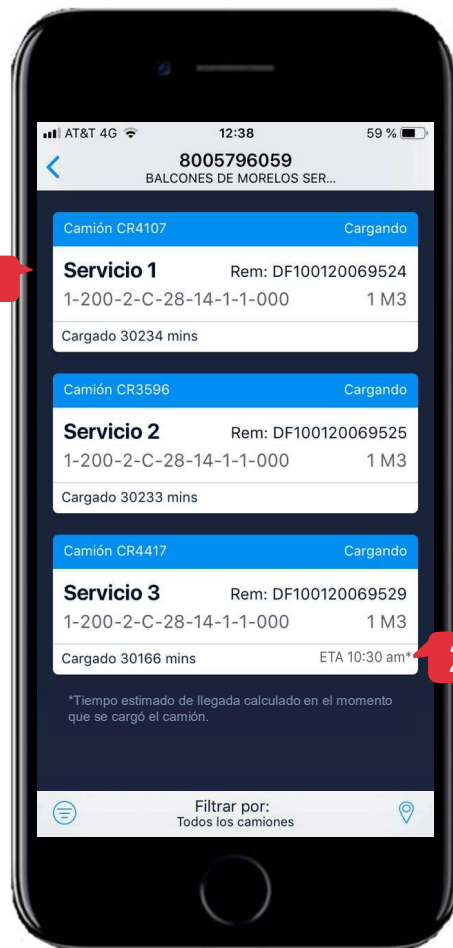 AT&T 4G 12:38 59 %
8005796059
BALCONES DE MORELOS SER...
Camión CR4107 Cargando
Servicio 1 Rem: DF100120069524
1-200-2-C-28-14-1-1-000 1 M3
Cargado 30234 mins
Camión CR3596 Cargando
Servicio 2 Rem: DF100120069525
1-200-2-C-28-14-1-1-000 1 M3
Cargado 30233 mins
Camión CR4417 Cargando
Servicio 3 Rem: DF100120069529
1-200-2-C-28-14-1-1-000 1 M3
Cargado 30166 mins ETA 10:30 am*
*Tiempo estimado de llegada calculado en el momento
que se cargó el camión.
Filtrar por:
Todos los camiones